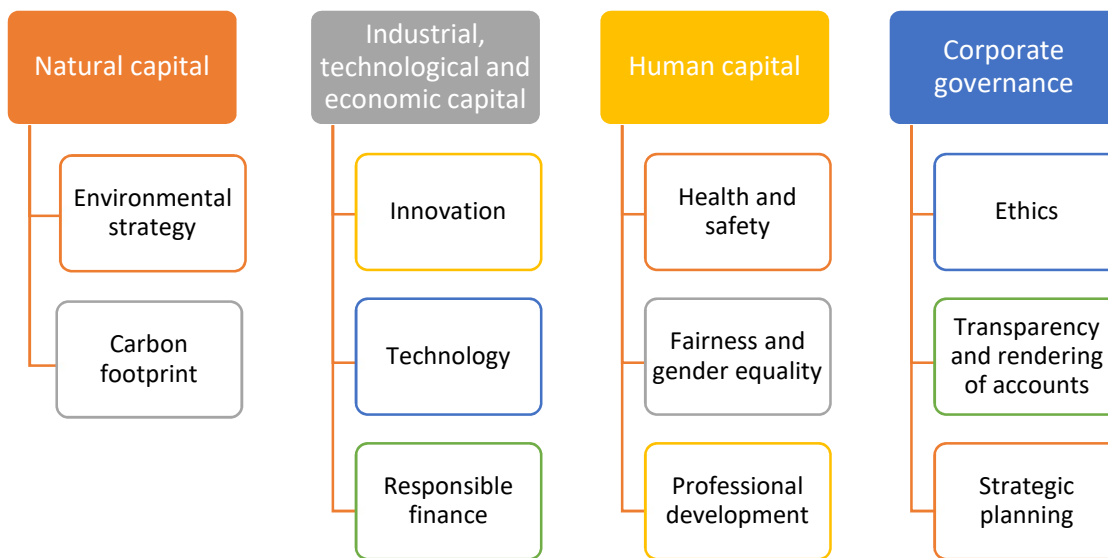 Natural capital
Environmental
strategy
Carbon
footprint
Industrial,
technological and
economic capital
Innovation
Technology
Responsible
finance
Human capital
Health and
safety
Fairness and
gender equality
Professional
development
Corporate
governance
Ethics
Transparency
and rendering
of accounts
Strategic
planning